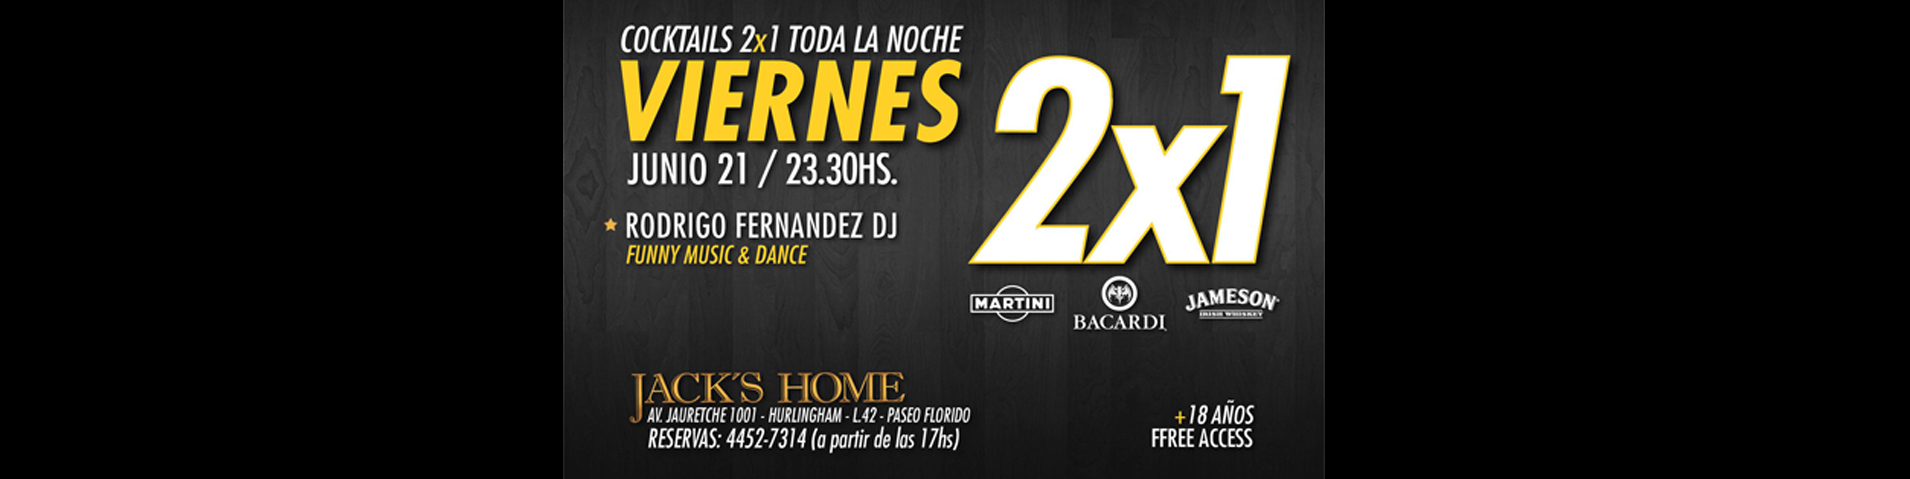 COCKTAILS 2x1 TODA LA NOCHE
VIERNES
JUNIO 21 / 23.30HS.
RODRIGO FERNANDEZ DJ
FUNNY MUSIC & DANCE
2x1
MARTINI
BACARDI
JAMESON
IRISH WHISKEY
JACK´S HOME
AV. JAURETCHE 1001 - HURLINGHAM - L.42 - PASEO FLORIDO
RESERVAS: 4452-7314 (a partir de las 17hs)
+18 AÑOS
FFREE ACCESS